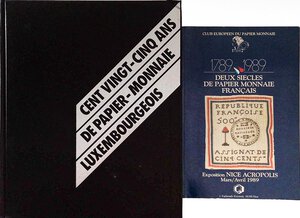 CENT VINGT-CINQ ANS
DE PAPIER-MONNAIE
LUXEMBOURGEOIS
CLUB EUROPEEN DU PAPIER MONNAIE
1789 1989
DEUX SIECLES
DE PAPIER MONNAIE
FRANÇAIS
REPUBLIQUE
FRANÇOISE
500
ASSIGNAT DE
CINQ CENTS
Exposition NICE ACROPOLIS
Mars/Avril 1989